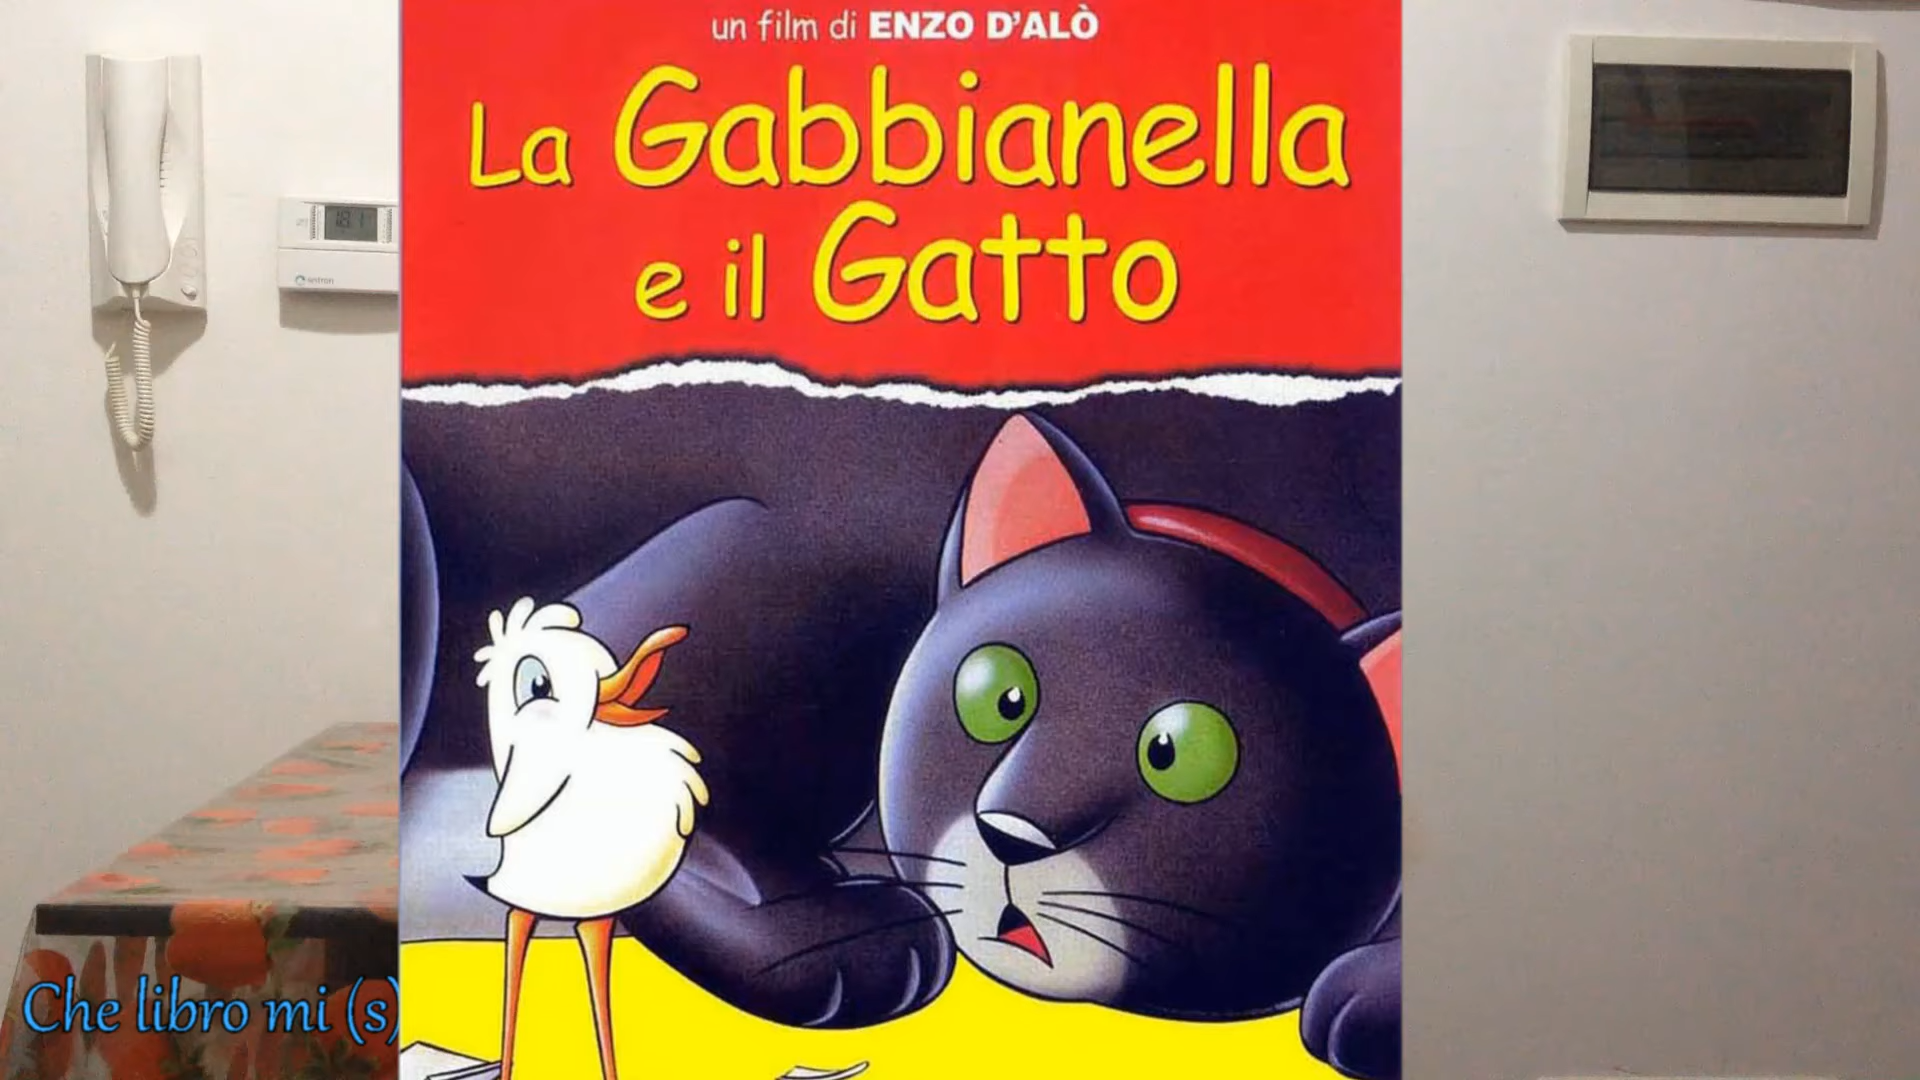 un film di ENZO D'ALÒ
La Gabbianella
e il Gatto
Che libro mi (s)